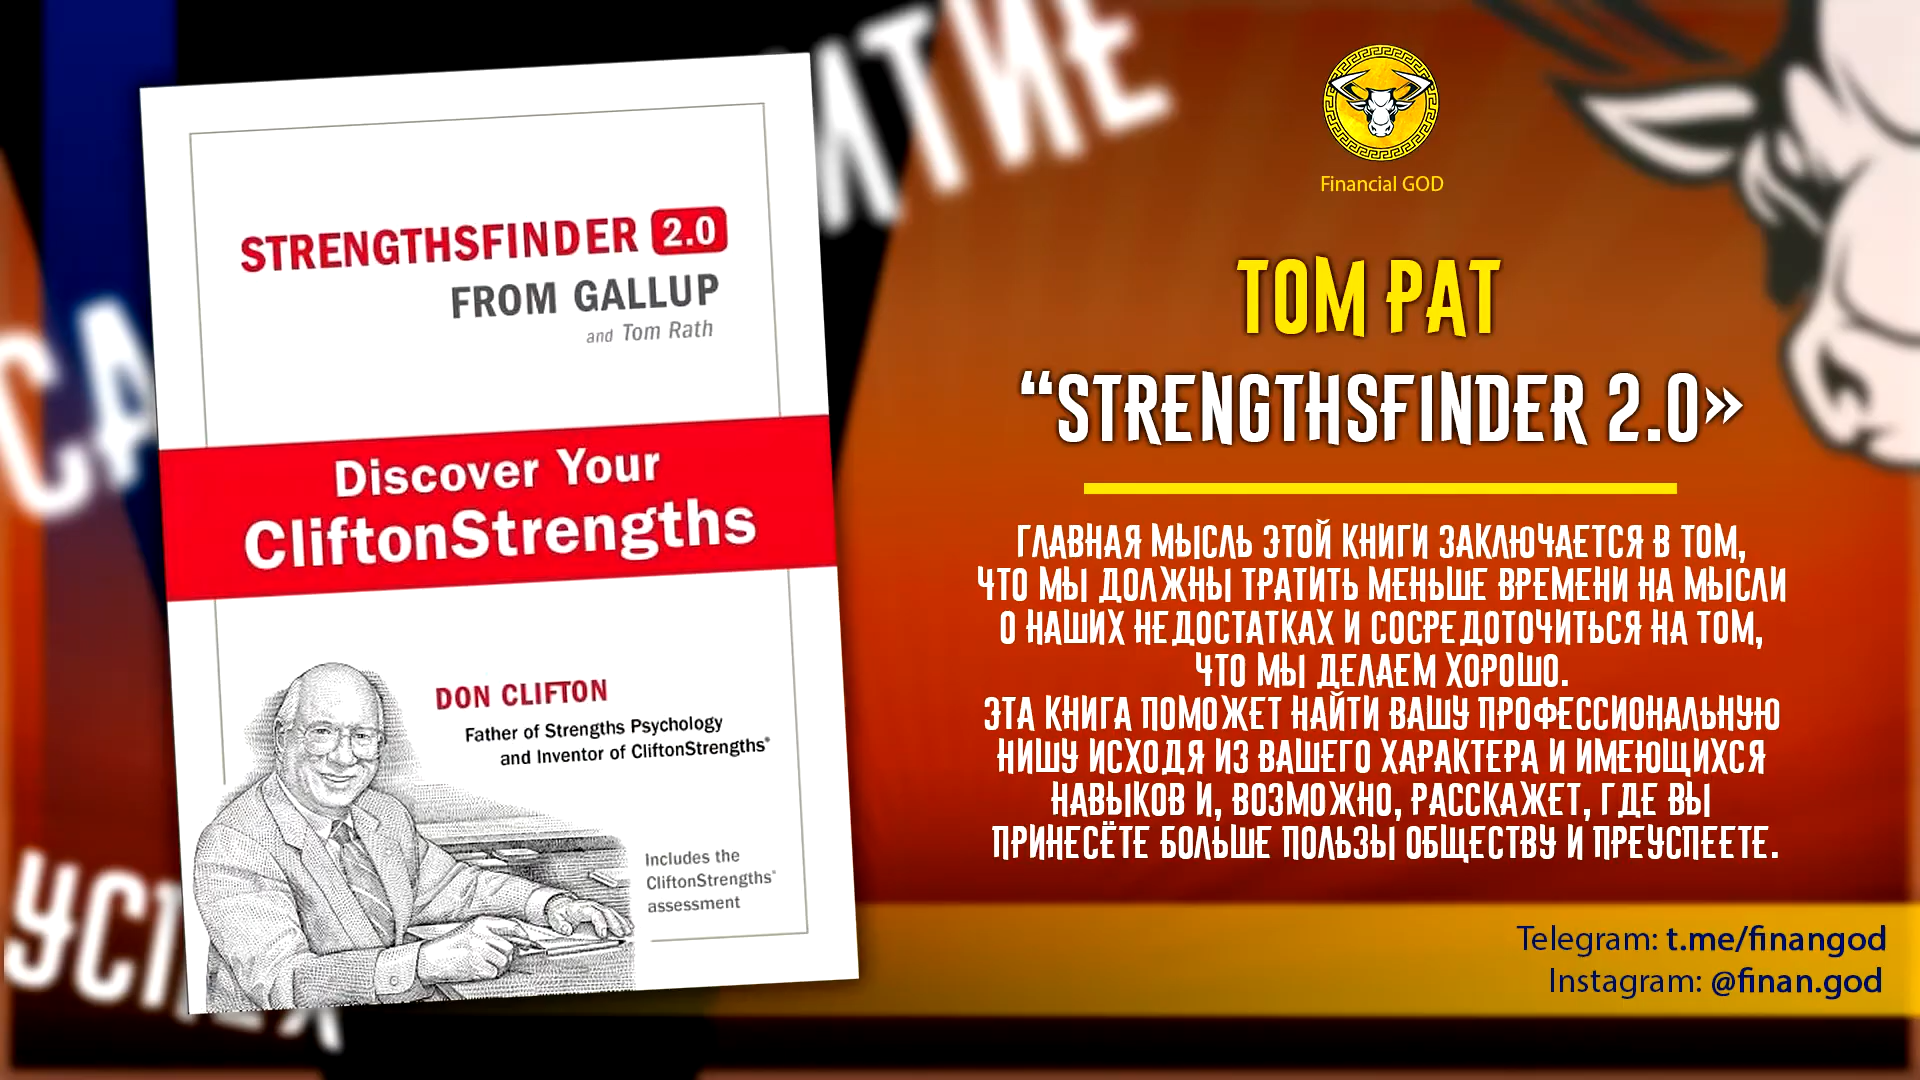 STRENGTHSFINDER 2.0
FROM GALLUP
and Tom Rath
Discover Your
CliftonStrengths
DON CLIFTON
Father of Strengths Psychology
and Inventor of CliftonStrengths®
Includes the
CliftonStrengths®
assessment
Financial GOD
ТОМ РАТ
“STRENGTHSFINDER 2.0»
ГЛАВНАЯ МЫСЛЬ ЭТОЙ КНИГИ ЗАКЛЮЧАЕТСЯ В ТОМ,
ЧТО МЫ ДОЛЖНЫ ТРАТИТЬ МЕНЬШЕ ВРЕМЕНИ НА МЫСЛИ
О НАШИХ НЕДОСТАТКАХ И СОСРЕДОТОЧИТЬСЯ НА ТОМ,
ЧТО МЫ ДЕЛАЕМ ХОРОШО.
ЭТА КНИГА ПОМОЖЕТ НАЙТИ ВАШУ ПРОФЕССИОНАЛЬНУЮ
НИШУ ИСХОДЯ ИЗ ВАШЕГО ХАРАКТЕРА И ИМЕЮЩИХСЯ
НАВЫКОВ И, ВОЗМОЖНО, РАССКАЖЕТ, ГДЕ ВЫ
ПРИНЕСЁТЕ БОЛЬШЕ ПОЛЬЗЫ ОБЩЕСТВУ И ПРЕУСПЕЕТЕ.
Telegram: t.me/finangod
Instagram: @finan.god